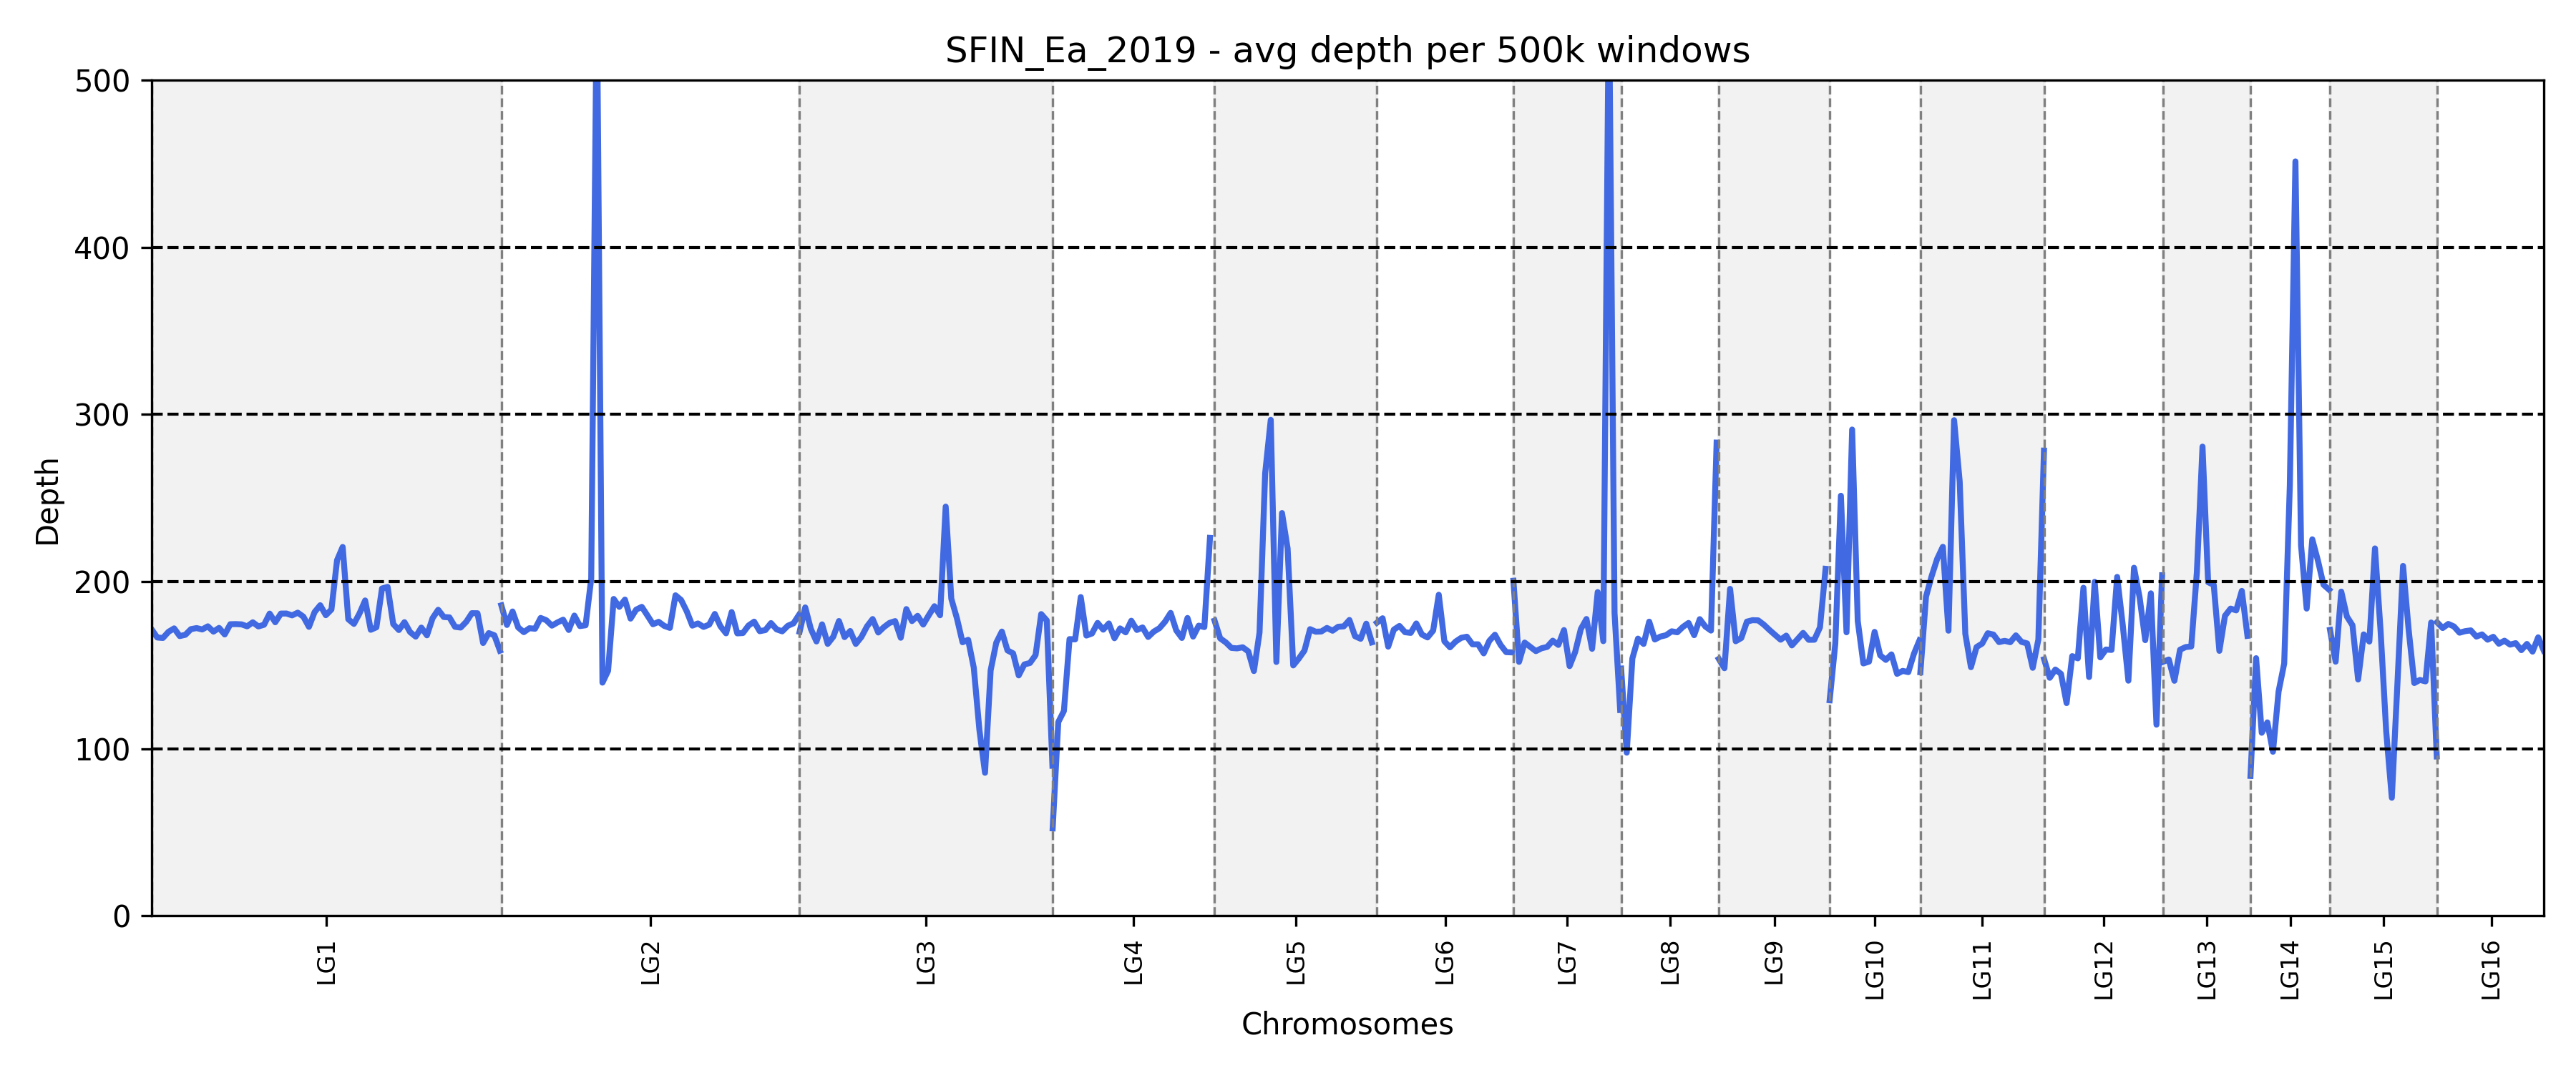 SFIN_Ea_2019 - avg depth per 500k windows
500
400
300
200
100
0
Depth
LG1
LG2
LG3
LG4
LG5
LG6
LG7
LG8
LG9
LG10
LG11
LG12
LG13
LG14
LG15
LG16
Chromosomes